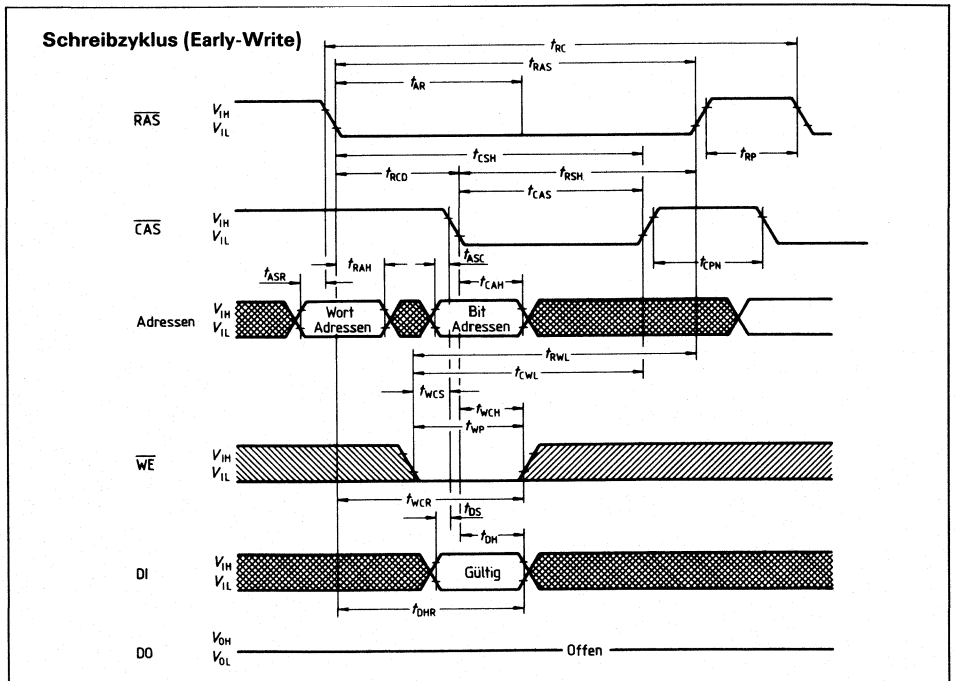 Schreibzyklus (Early-Write)
tRC
tRAS
tAR
RAS
VIH
VIL
tRP
tCSH
tRCD
tRSH
tCAS
CAS
VIH
VIL
tASR
tRAH
tASC
tCAH
tCPN
Adressen
VIH
VIL
Wort
Adressen
Bit
Adressen
tRWL
tCWL
tWCS
tWCH
tWP
WE
VIH
VIL
tWCR
tDS
tDH
DI
VIH
VIL
Gültig
tDHR
DO
VOH
VOL
Offen